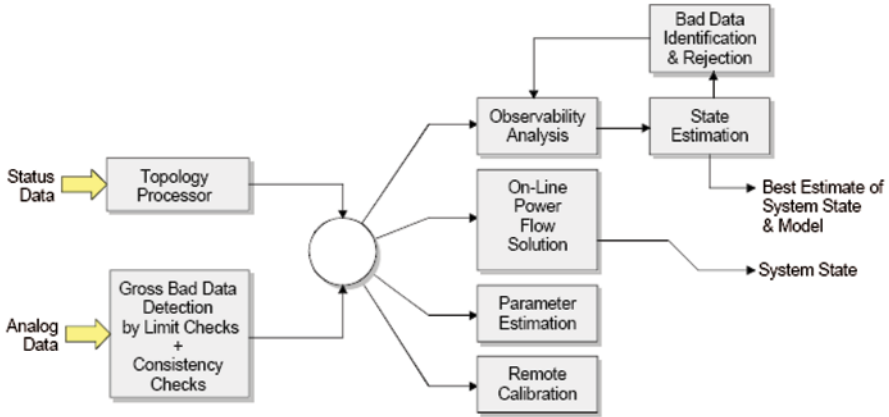 Status
Data
Topology
Processor
Analog
Data
Gross Bad Data
Detection
by Limit Checks
+
Consistency
Checks
Observability
Analysis
Bad Data
Identification
& Rejection
State
Estimation
Best Estimate of
System State
& Model
On-Line
Power
Flow
Solution
System State
Parameter
Estimation
Remote
Calibration